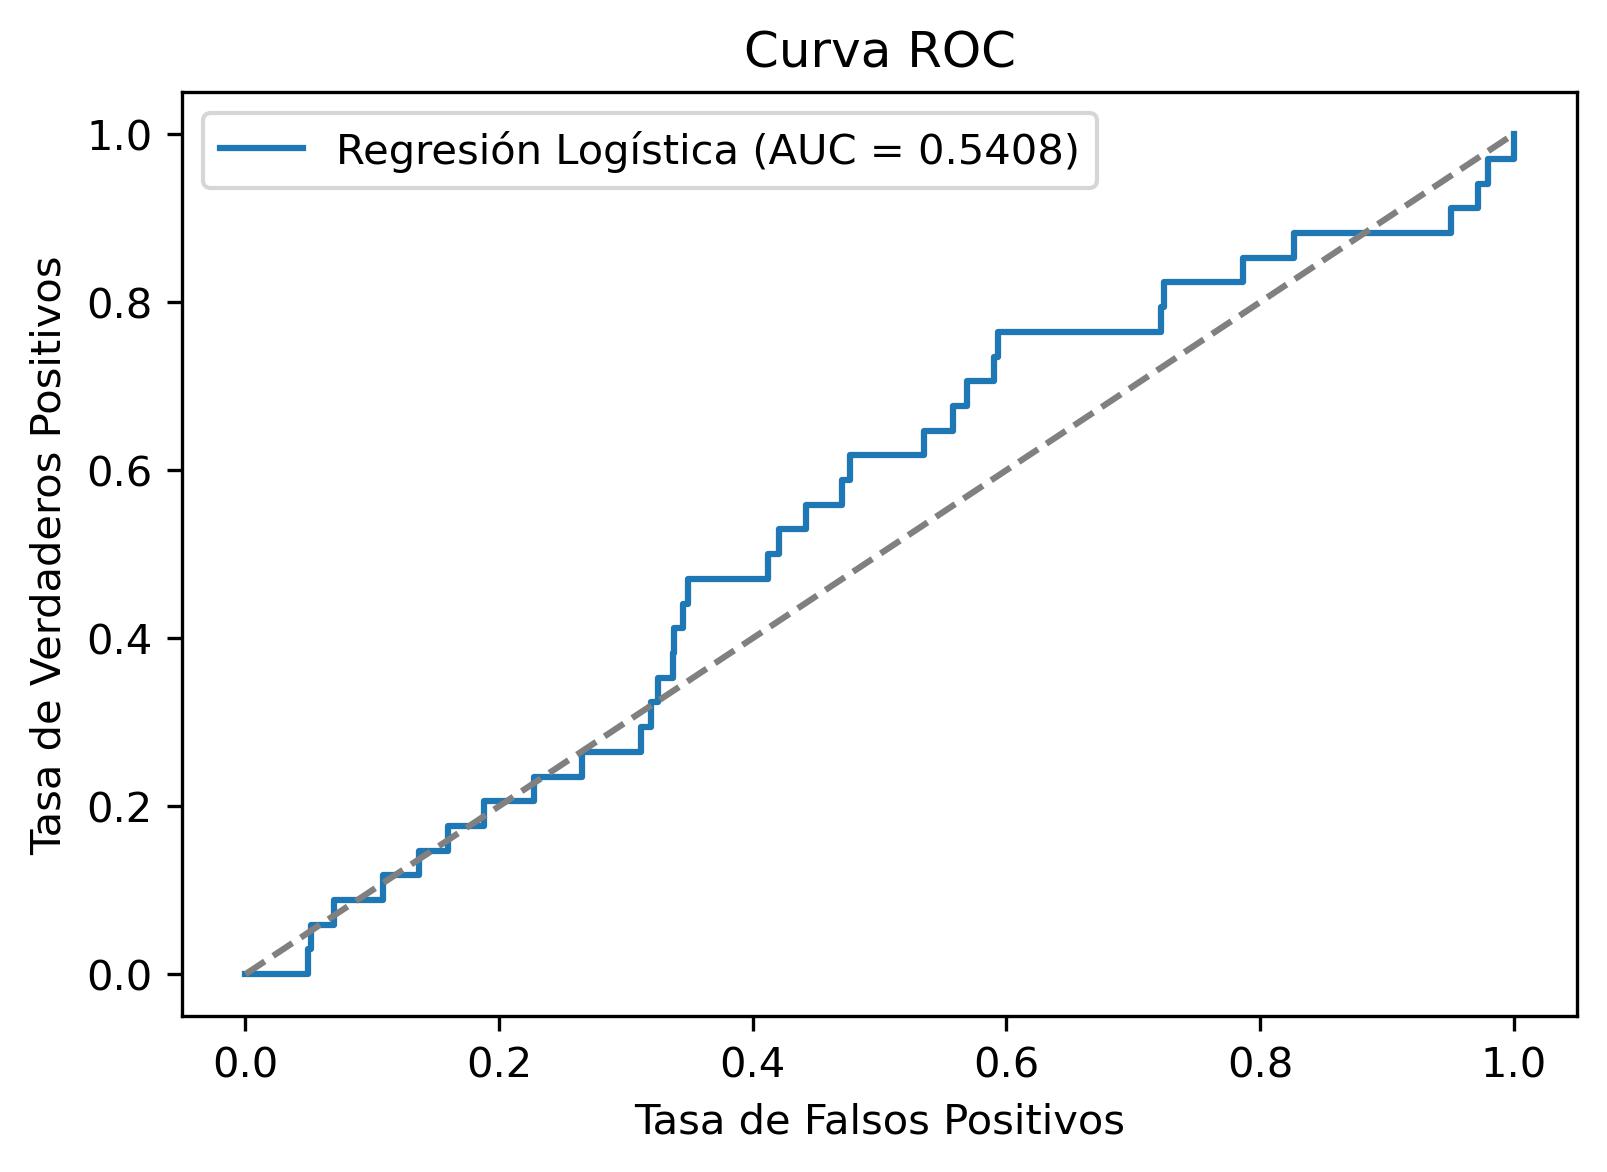 Curva ROC
Regresión Logística (AUC = 0.5408)
Tasa de Verdaderos Positivos
1.0
0.8
0.6
0.4
0.2
0.0
0.0 0.2 0.4 0.6 0.8 1.0
Tasa de Falsos Positivos